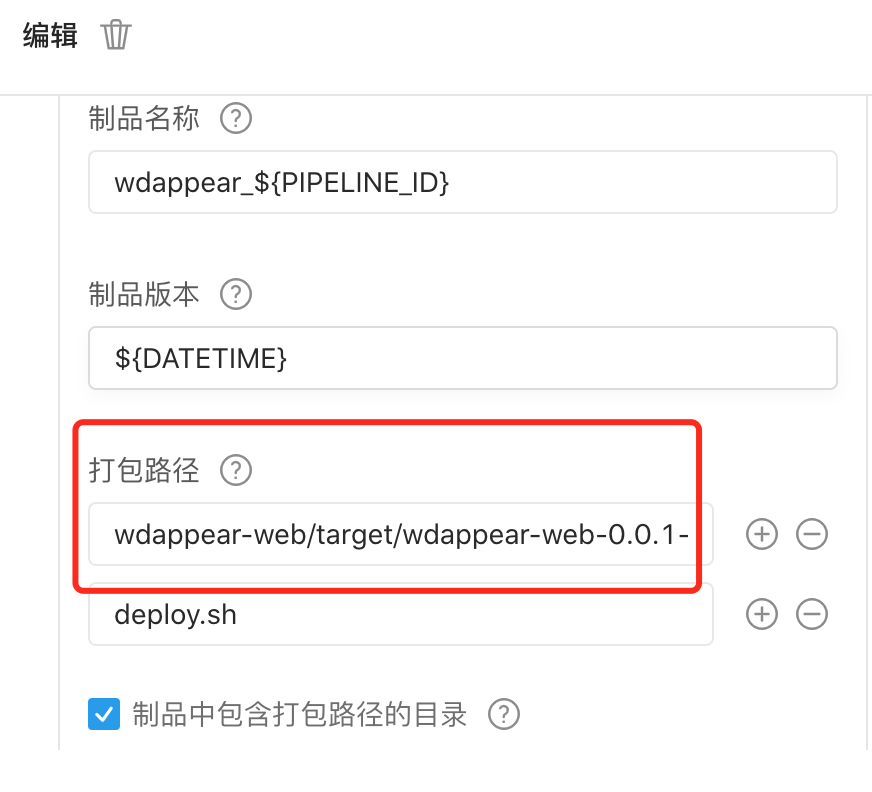 编辑
制品名称 ?
wdappear_${PIPELINE_ID}
制品版本 ?
${DATETIME}
打包路径 ?
wdappear-web/target/wdappear-web-0.0.1-
deploy.sh
制品中包含打包路径的目录 ?